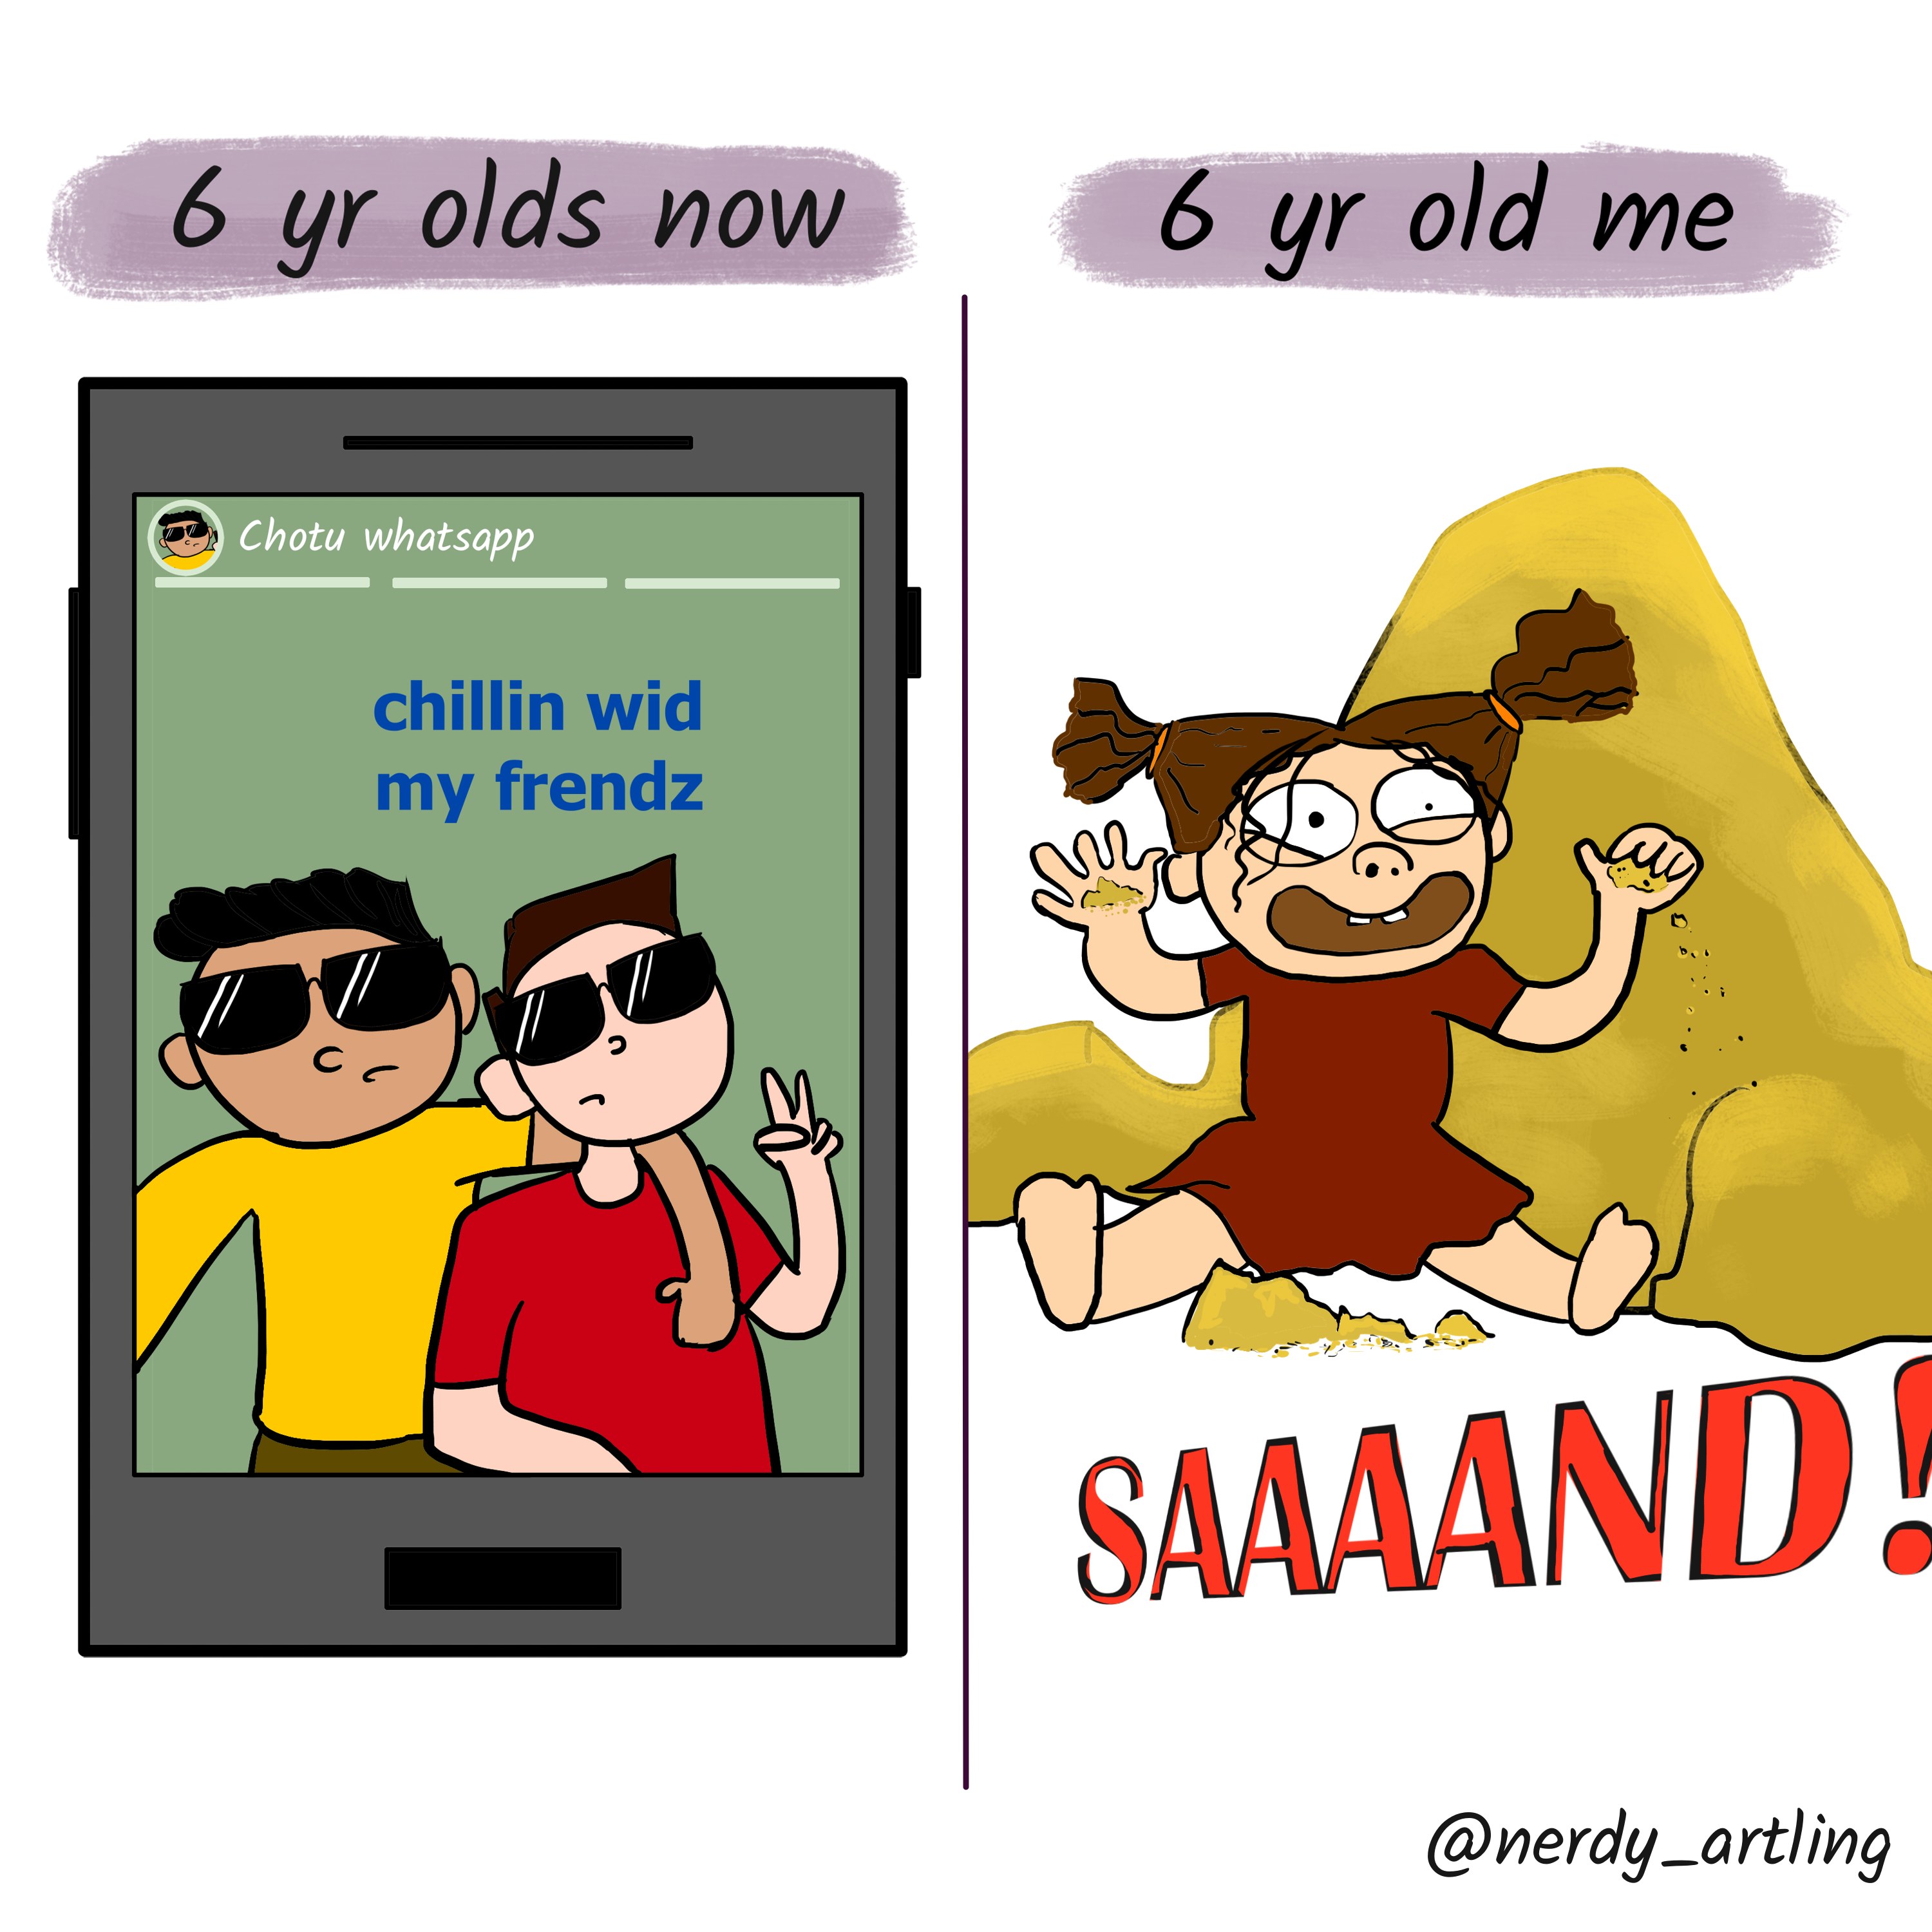 6 yr olds now
Chotu whatsapp
chillin wid
my frendz
6 yr old me
SAAAAND!
@nerdy_artling